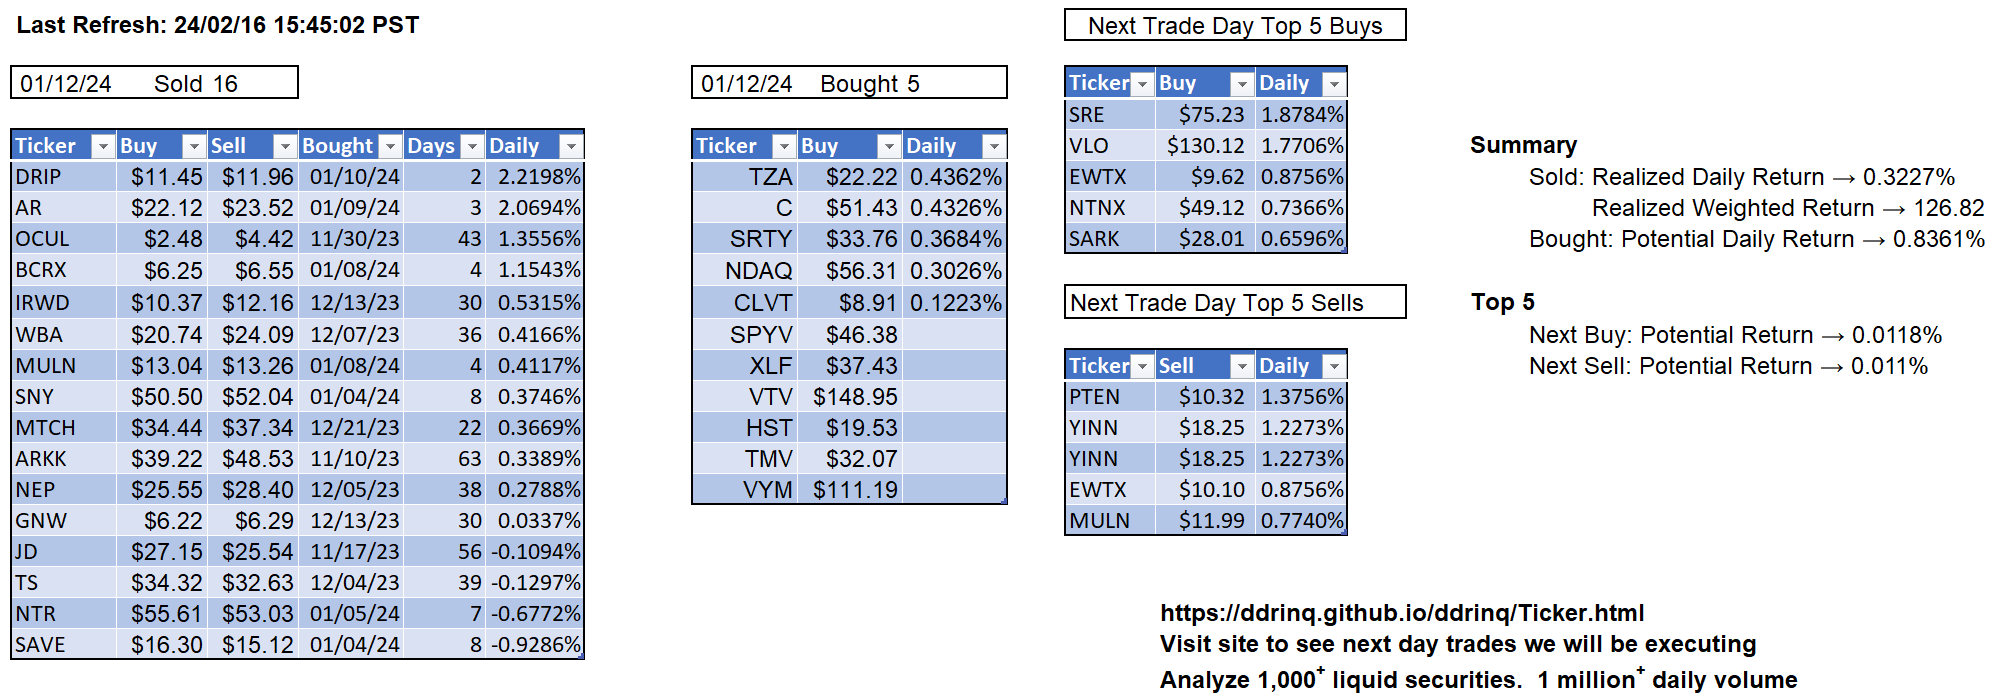 Last Refresh: 24/02/16 15:45:02 PST
01/12/24 Sold 16
Ticker Buy Sell Bought Days Daily
DRIP $11.45 $11.96 01/10/24 2 2.2198%
AR $22.12 $23.52 01/09/24 3 2.0694%
OCUL $2.48 $4.42 11/30/23 43 1.3556%
BCRX $6.25 $6.55 01/08/24 4 1.1543%
IRWD $10.37 $12.16 12/13/23 30 0.5315%
WBA $20.74 $24.09 12/07/23 36 0.4166%
MULN $13.04 $13.26 01/08/24 4 0.4117%
SNY $50.50 $52.04 01/04/24 8 0.3746%
MTCH $34.44 $37.34 12/21/23 22 0.3669%
ARKK $39.22 $48.53 11/10/23 63 0.3389%
NEP $25.55 $28.40 12/05/23 38 0.2788%
GNW $6.22 $6.29 12/13/23 30 0.0337%
JD $27.15 $25.54 11/17/23 56 -0.1094%
TS $34.32 $32.63 12/04/23 39 -0.1297%
NTR $55.61 $53.03 01/05/24 7 -0.6772%
SAVE $16.30 $15.12 01/04/24 8 -0.9286%
01/12/24 Bought 5
Ticker Buy Daily
TZA $22.22 0.4362%
C $51.43 0.4326%
SRTY $33.76 0.3684%
NDAQ $56.31 0.3026%
CLVT $8.91 0.1223%
SPYV $46.38
XLF $37.43
VTV $148.95
HST $19.53
TMV $32.07
VYM $111.19
Next Trade Day Top 5 Buys
Ticker Buy Daily
SRE $75.23 1.8784%
VLO $130.12 1.7706%
EWTX $9.62 0.8756%
NTNX $49.12 0.7366%
SARK $28.01 0.6596%
Next Trade Day Top 5 Sells
Ticker Sell Daily
PTEN $10.32 1.3756%
YINN $18.25 1.2273%
YINN $18.25 1.2273%
EWTX $10.10 0.8756%
MULN $11.99 0.7740%
Summary
Sold: Realized Daily Return → 0.3227%
Realized Weighted Return → 126.82
Bought: Potential Daily Return → 0.8361%
Top 5
Next Buy: Potential Return → 0.0118%
Next Sell: Potential Return → 0.011%
https://ddrinq.github.io/ddrinq/Ticker.html
Visit site to see next day trades we will be executing
Analyze 1,000+ liquid securities. 1 million+ daily volume